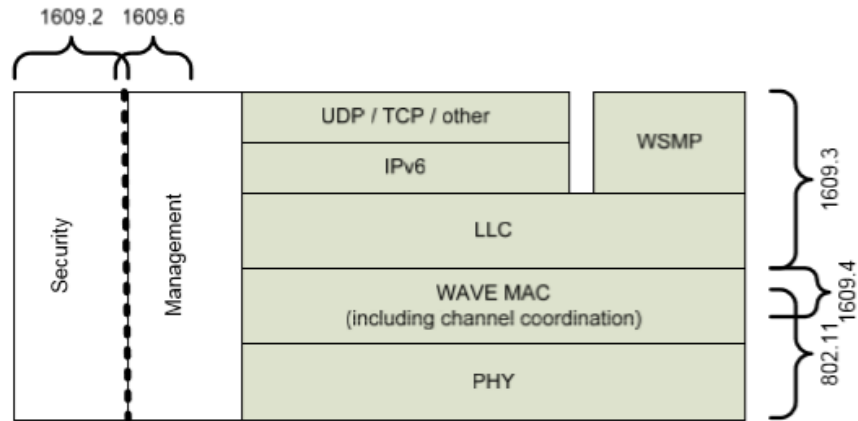 1609.2 1609.6
UDP / TCP / other
WSMP
IPv6
LLC
WAVE MAC
(including channel coordination)
PHY
Security
Management
1609.3
1609.4
802.11